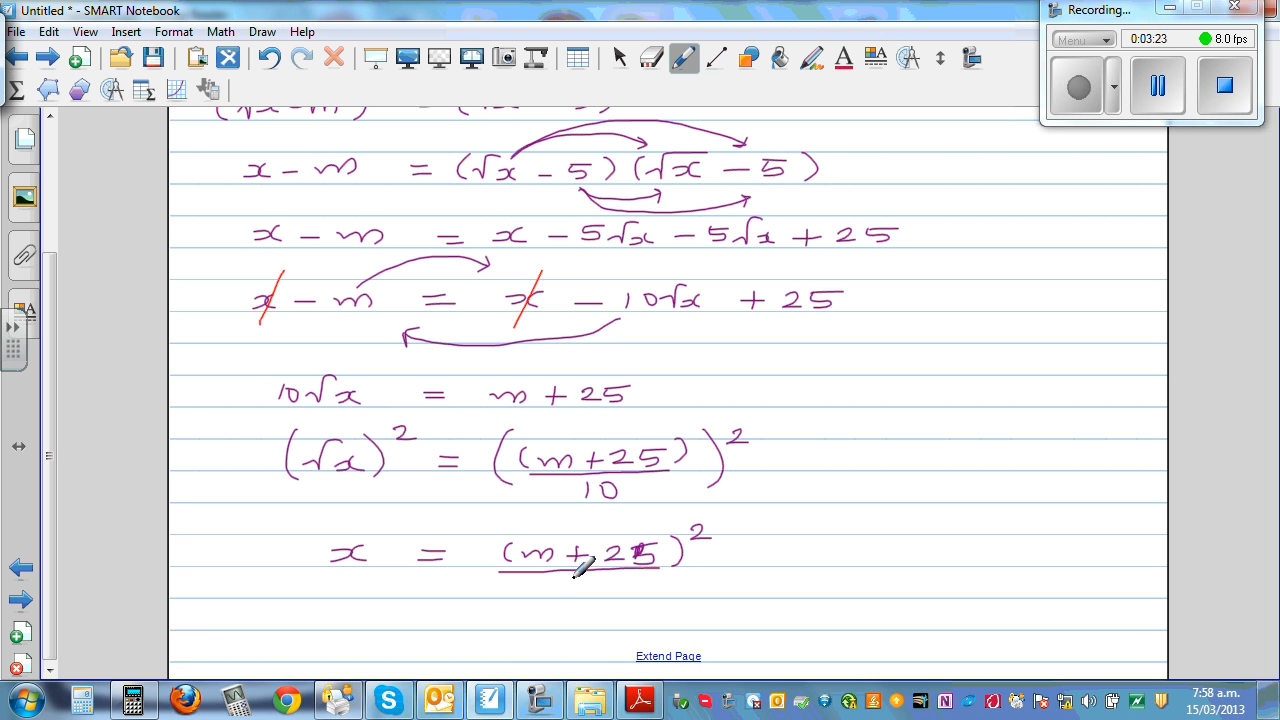 Untitled * - SMART Notebook
Recording...
File Edit View Insert Format Math Draw Help
Menu 0:03:23 8.0 fps
x - m = (√x - 5)(√x - 5)
x - m = x - 5√x - 5√x + 25
x - m = x - 10√x + 25
10√x = m + 25
(√x)² = ((m + 25)/10)²
x = (m + 25)²
Extend Page
7:58 a.m.
15/03/2013